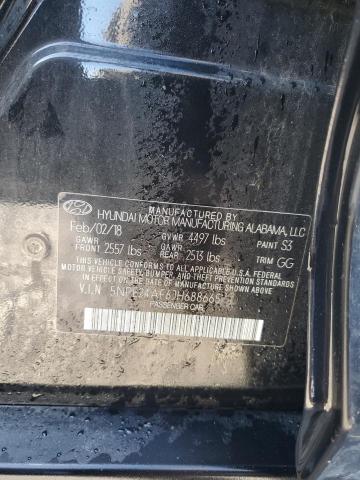 MANUFACTURED BY
HYUNDAI MOTOR MANUFACTURING ALABAMA, LLC
Feb/02/18 GVWR 4497 lbs PAINT S3
GAWR FRONT 2557 lbs GAWR REAR 2513 lbs TRIM GG
THIS VEHICLE CONFORMS TO ALL APPLICABLE U.S. FEDERAL
MOTOR VEHICLE SAFETY, BUMPER, AND THEFT PREVENTION
STANDARDS IN EFFECT ON THE DATE OF MANUFACTURE
V.I.N.
PASSENGER CAR